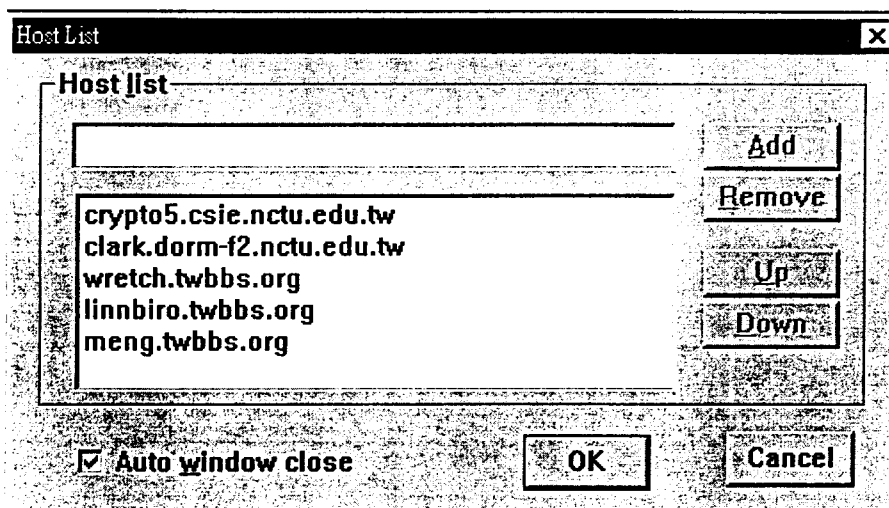 Host List
Host list
Add
Remove
crypto5.csie.nctu.edu.tw
clark.dorm-f2.nctu.edu.tw
wretch.twbbs.org
linnbiro.twbbs.org
meng.twbbs.org
Up
Down
Auto window close
OK
Cancel